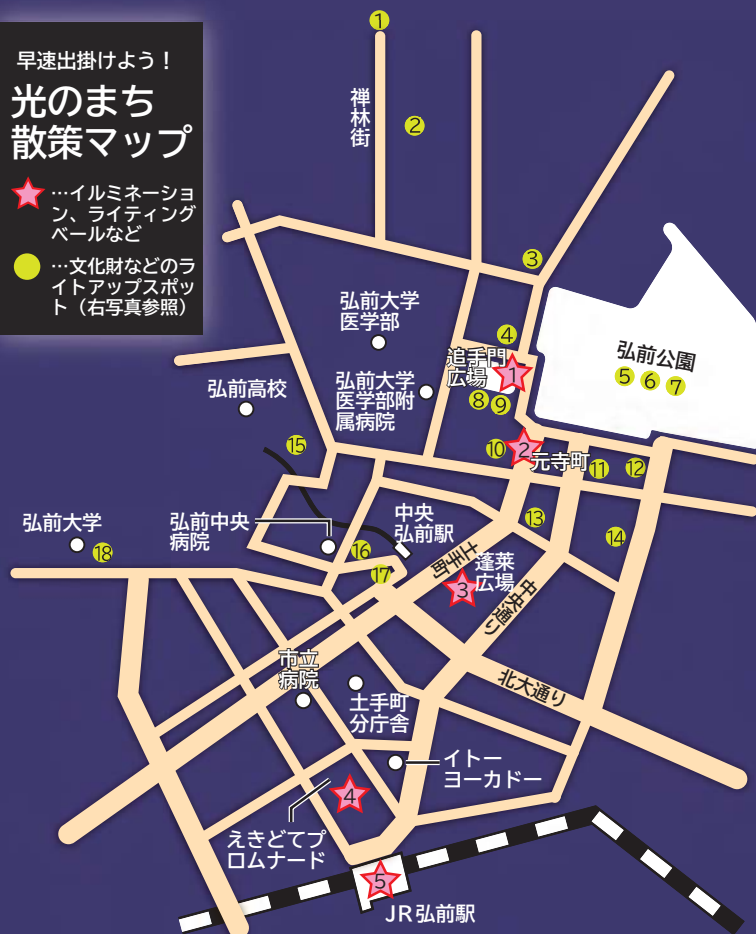 早速出掛けよう！
光のまち
散策マップ
…イルミネーショ
ン、ライティング
ベールなど
…文化財などのラ
イトアップスポッ
ト（右写真参照）
1
禅林街
2
3
弘前大学
医学部
4
追手門
広場
1
弘前公園
5 6 7
弘前高校
弘前大学
医学部附
属病院
8 9
15
10
2
元寺町
11
12
弘前大学
18
弘前中央
病院
16
17
中央
弘前駅
13
14
土手町
蓬莱
広場
3
中央通り
北大通り
市立
病院
土手町
分庁舎
イトー
ヨーカドー
4
えきどてプ
ロムナード
5
JR弘前駅